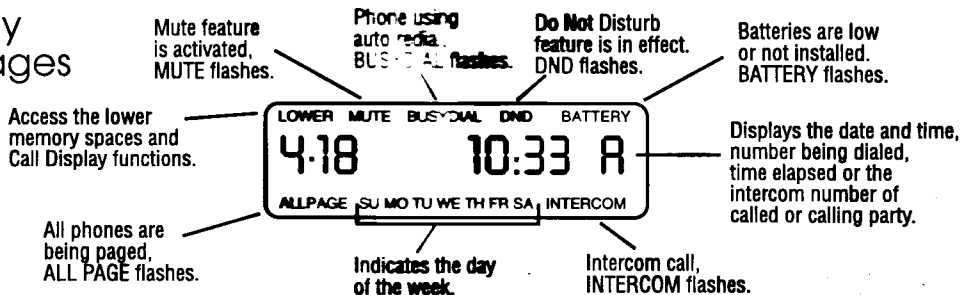 y
ages
Mute feature
is activated,
MUTE flashes.
Phone using
auto redia
flashes.
Do Not Disturb
feature is in effect.
DND flashes.
Batteries are low
or not installed.
BATTERY flashes.
Access the lower
memory spaces and
Call Display functions.
LOWER MUTE BUSYDIAL DND BATTERY
4·18 10:33 A
ALLPAGE SU MO TU WE TH FR SA INTERCOM
Displays the date and time,
number being dialed,
time elapsed or the
intercom number of
called or calling party.
All phones are
being paged,
ALL PAGE flashes.
Indicates the day
of the week.
Intercom call,
INTERCOM flashes.